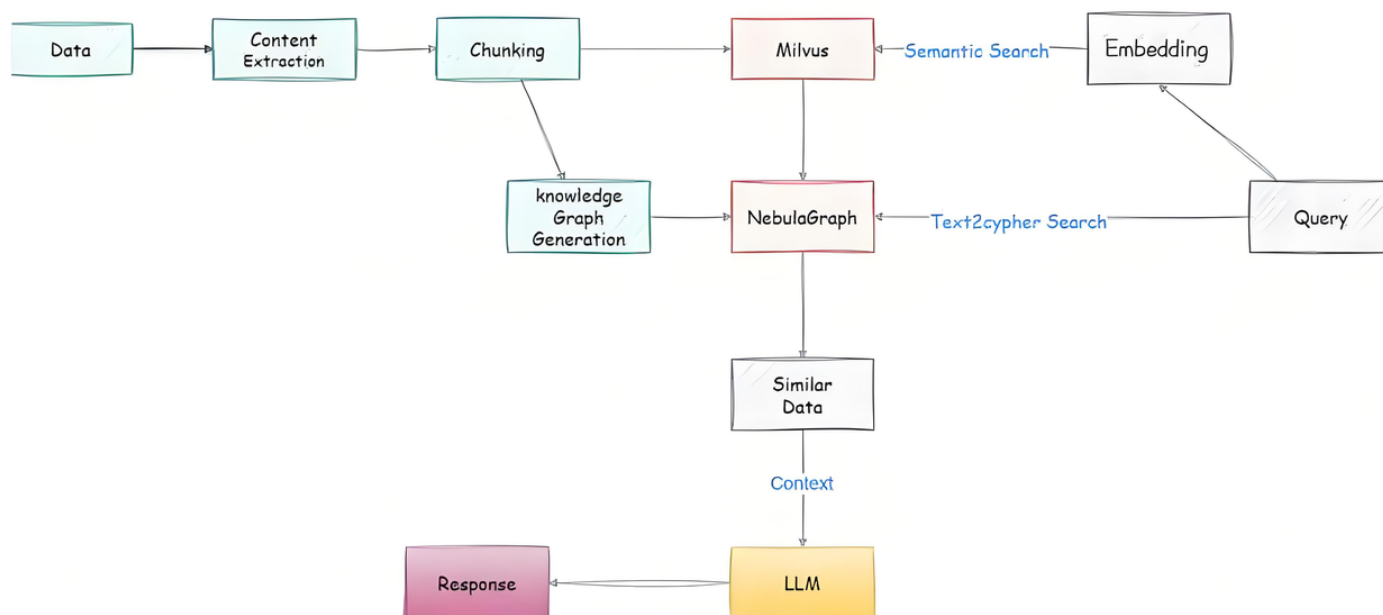 Data
Content
Extraction
Chunking
Milvus
Semantic Search
Embedding
knowledge
Graph
Generation
NebulaGraph
Text2cypher Search
Query
Similar
Data
Context
Response
LLM